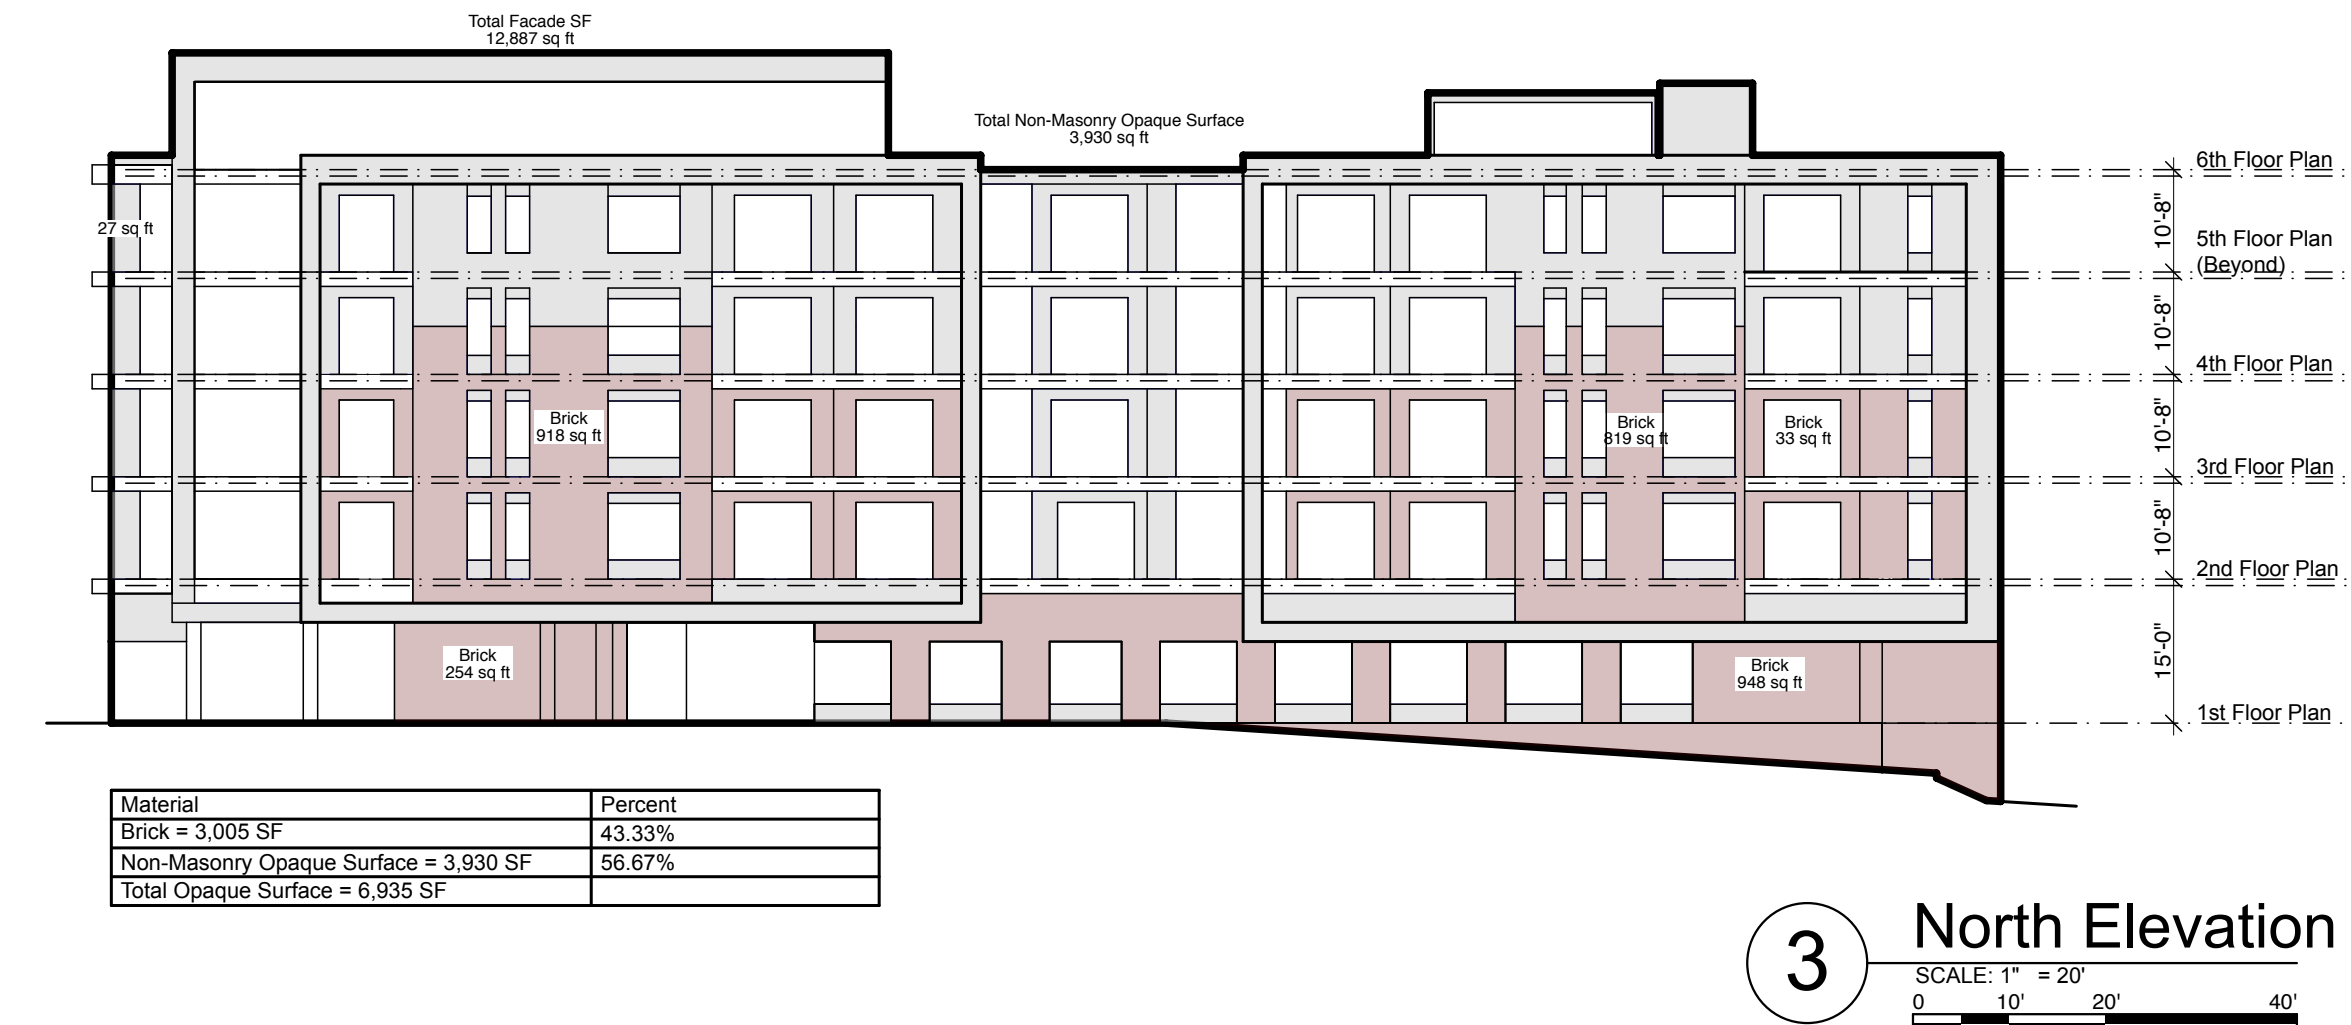 Total Facade SF
12,887 sq ft
Total Non-Masonry Opaque Surface
3,930 sq ft
6th Floor Plan
10'-8"
27 sq ft
5th Floor Plan
(Beyond)
10'-8"
4th Floor Plan
Brick
918 sq ft
Brick
819 sq ft
Brick
33 sq ft
10'-8"
3rd Floor Plan
10'-8"
2nd Floor Plan
Brick
254 sq ft
Brick
948 sq ft
15'-0"
1st Floor Plan
Material Percent
Brick = 3,005 SF 43.33%
Non-Masonry Opaque Surface = 3,930 SF 56.67%
Total Opaque Surface = 6,935 SF
3 North Elevation
SCALE: 1" = 20'
0 10' 20' 40'